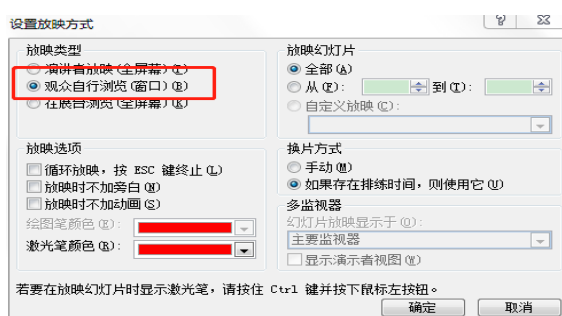 设置放映方式
放映类型
演讲者放映(全屏幕)(P)
观众自行浏览(窗口)(B)
在展台浏览(全屏幕)(K)
放映选项
循环放映，按 ESC 键终止(L)
放映时不加旁白(N)
放映时不加动画(S)
绘图笔颜色(E):
激光笔颜色(R):
放映幻灯片
全部(A)
从(F): 到(T):
自定义放映(C):
换片方式
手动(M)
如果存在排练时间，则使用它(U)
多监视器
幻灯片放映显示于(O):
主要监视器
显示演示者视图(W)
若要在放映幻灯片时显示激光笔，请按住 Ctrl 键并按下鼠标左按钮。
确定 取消